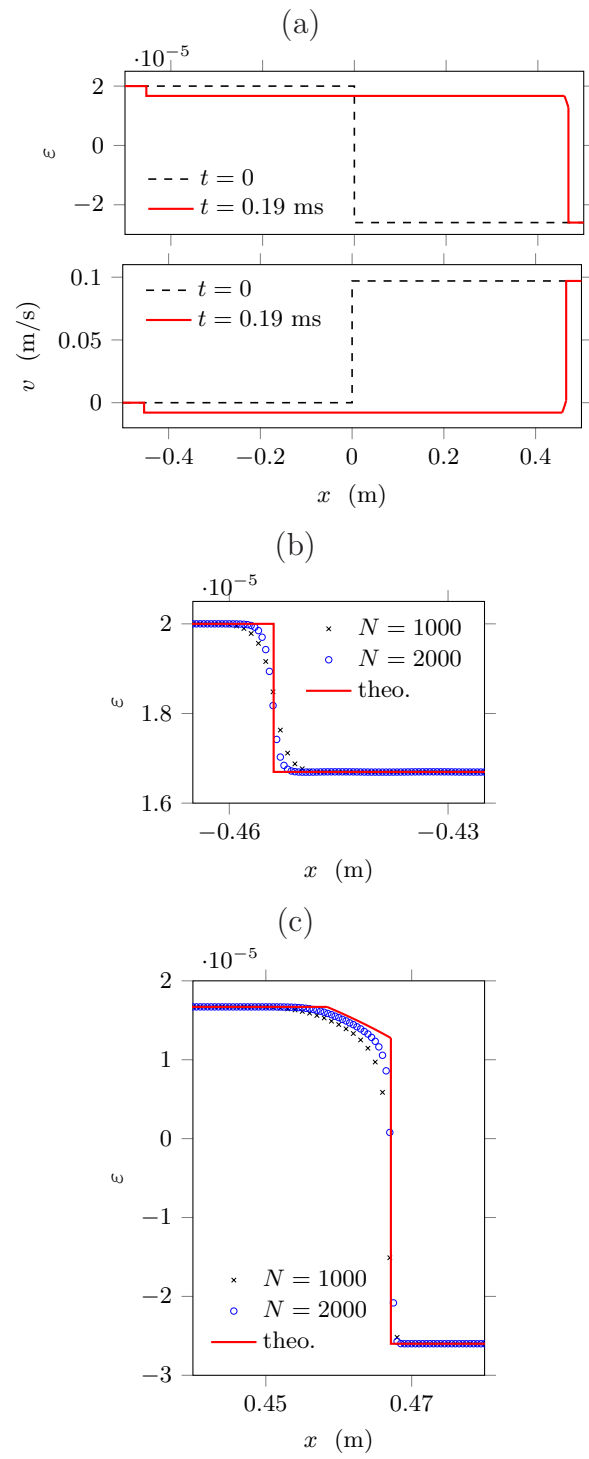 (a)
·10⁻⁵
2
0
−2
ε
t = 0
t = 0.19 ms
0.1
0.05
0
v (m/s)
t = 0
t = 0.19 ms
−0.4 −0.2 0 0.2 0.4
x (m)
(b)
·10⁻⁵
2
1.8
1.6
ε
N = 1000
N = 2000
theo.
−0.46 −0.43
x (m)
(c)
·10⁻⁵
2
1
0
−1
−2
−3
ε
N = 1000
N = 2000
theo.
0.45 0.47
x (m)